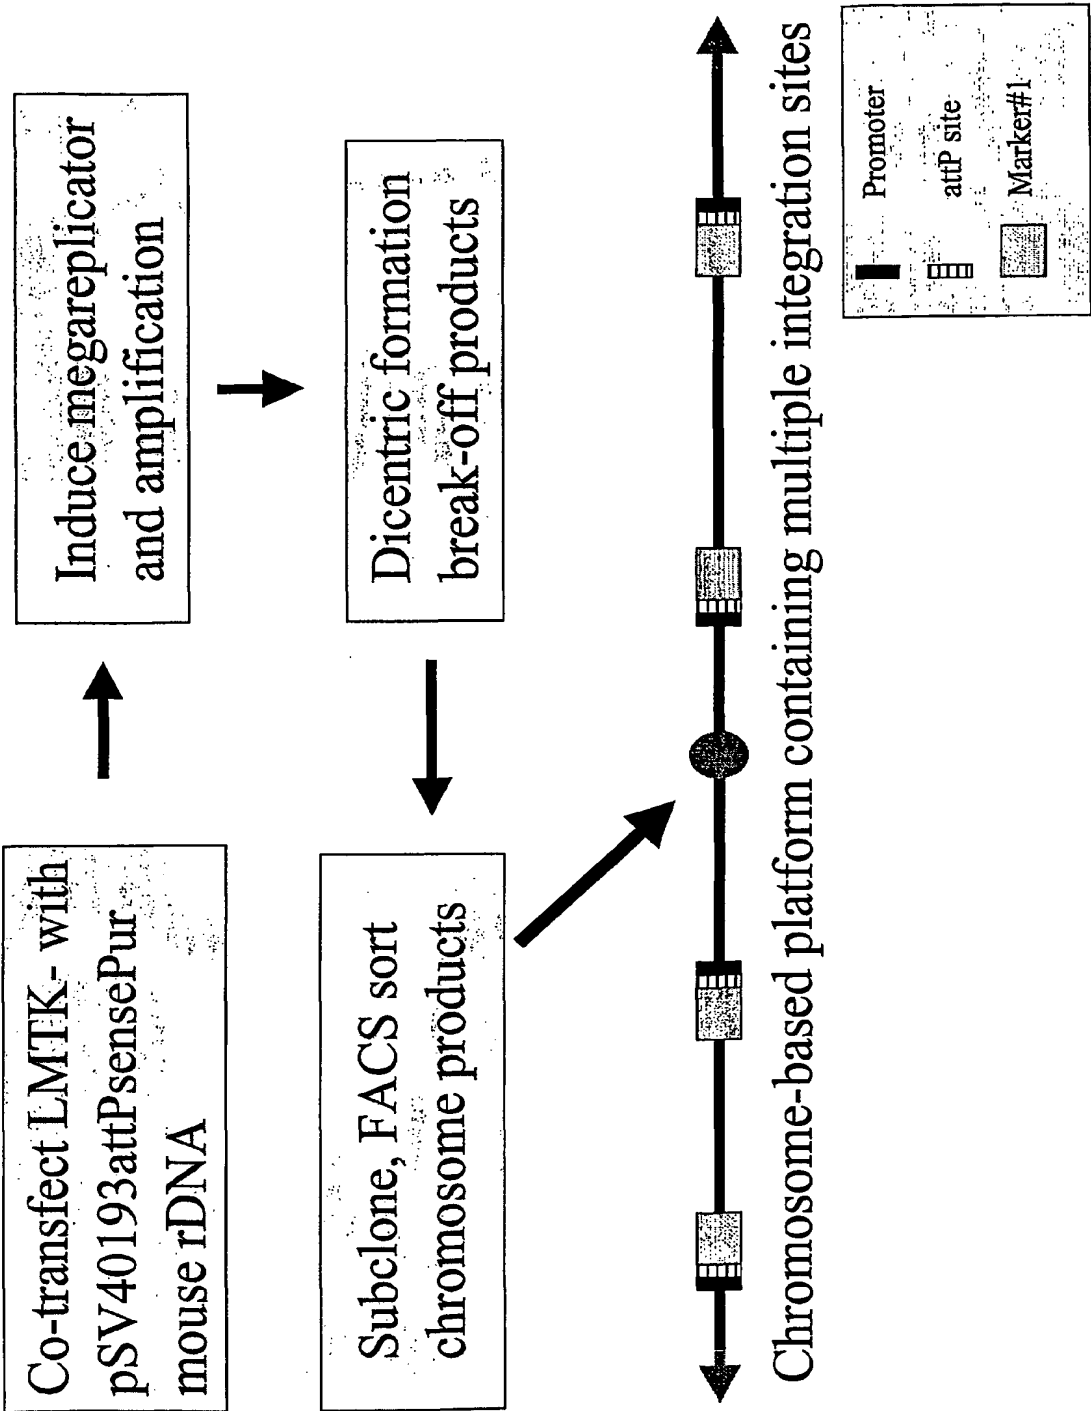 Co-transfect LMTK- with
pSV40193attPsensePur
mouse rDNA
Induce megareplicator
and amplification
Dicentric formation
break-off products
Subclone, FACS sort
chromosome products
Chromosome-based platform containing multiple integration sites
Promoter
attP site
Marker#1